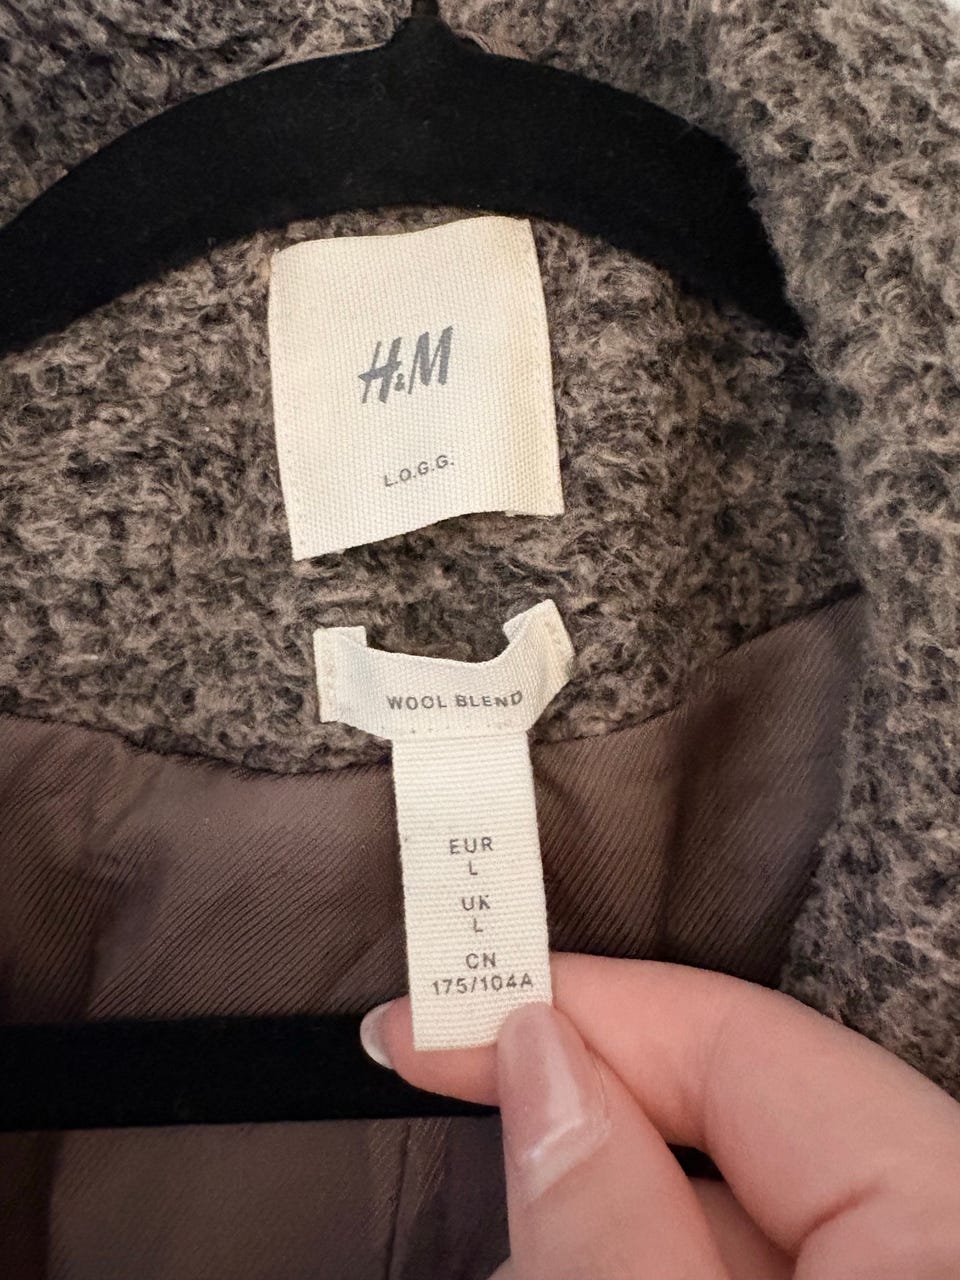 H&M
L.O.G.G.
WOOL BLEND
EUR
L
UK
L
CN
175/104A